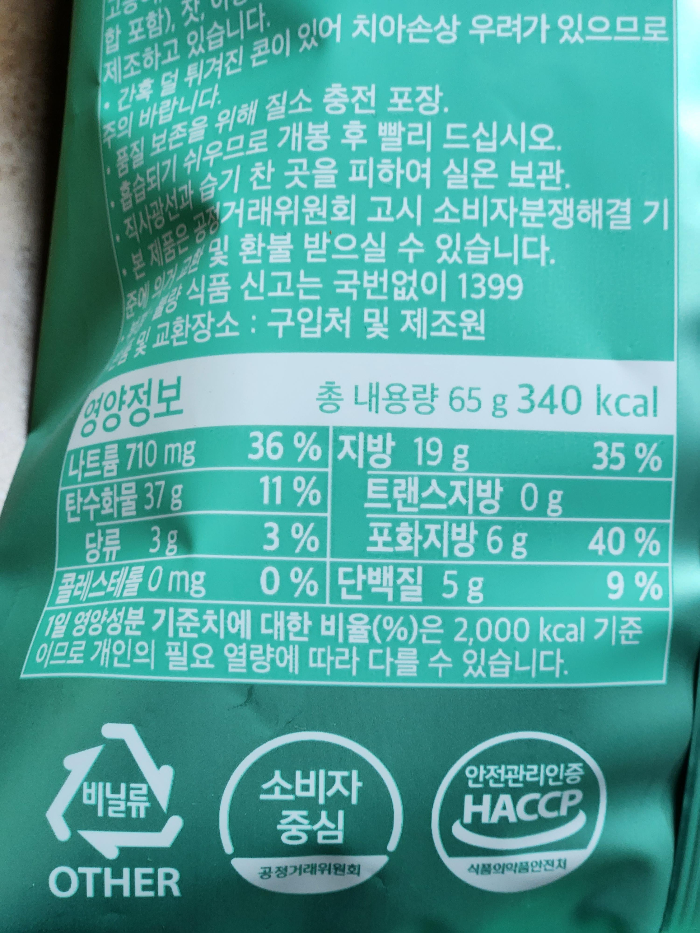 합 포함), 잣,
제조하고 있습니다.
• 간혹 덜 튀겨진 콘이 있어 치아손상 우려가 있으므로
주의 바랍니다.
• 품질 보존을 위해 질소 충전 포장.
• 흡습되기 쉬우므로 개봉 후 빨리 드십시오.
• 직사광선과 습기 찬 곳을 피하여 실온 보관.
• 본 제품은 공정거래위원회 고시 소비자분쟁해결 기
준에 의거 교환 및 환불 받으실 수 있습니다.
불량 식품 신고는 국번없이 1399
및 교환장소 : 구입처 및 제조원
영양정보 총 내용량 65 g 340 kcal
나트륨 710 mg 36 % 지방 19 g 35 %
탄수화물 37 g 11 % 트랜스지방 0 g
당류 3 g 3 % 포화지방 6 g 40 %
콜레스테롤 0 mg 0 % 단백질 5 g 9 %
1일 영양성분 기준치에 대한 비율(%)은 2,000 kcal 기준
이므로 개인의 필요 열량에 따라 다를 수 있습니다.
비닐류
OTHER
소비자
중심
공정거래위원회
안전관리인증
HACCP
식품의약품안전처